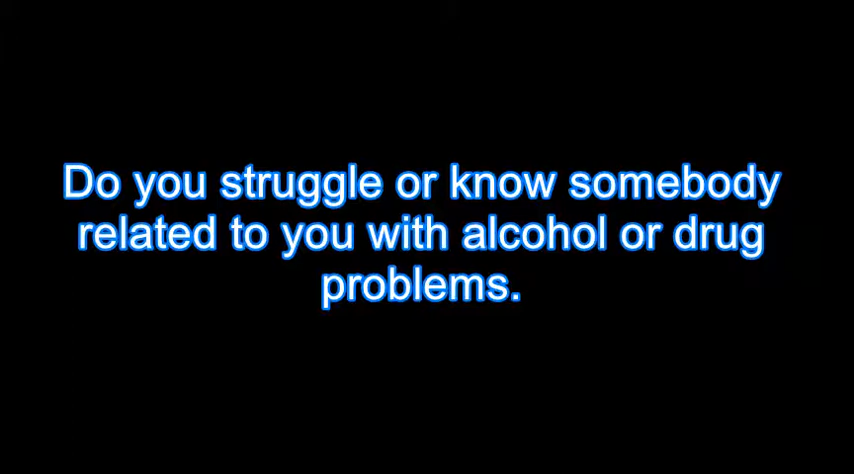 Do you struggle or know somebody
related to you with alcohol or drug
problems.